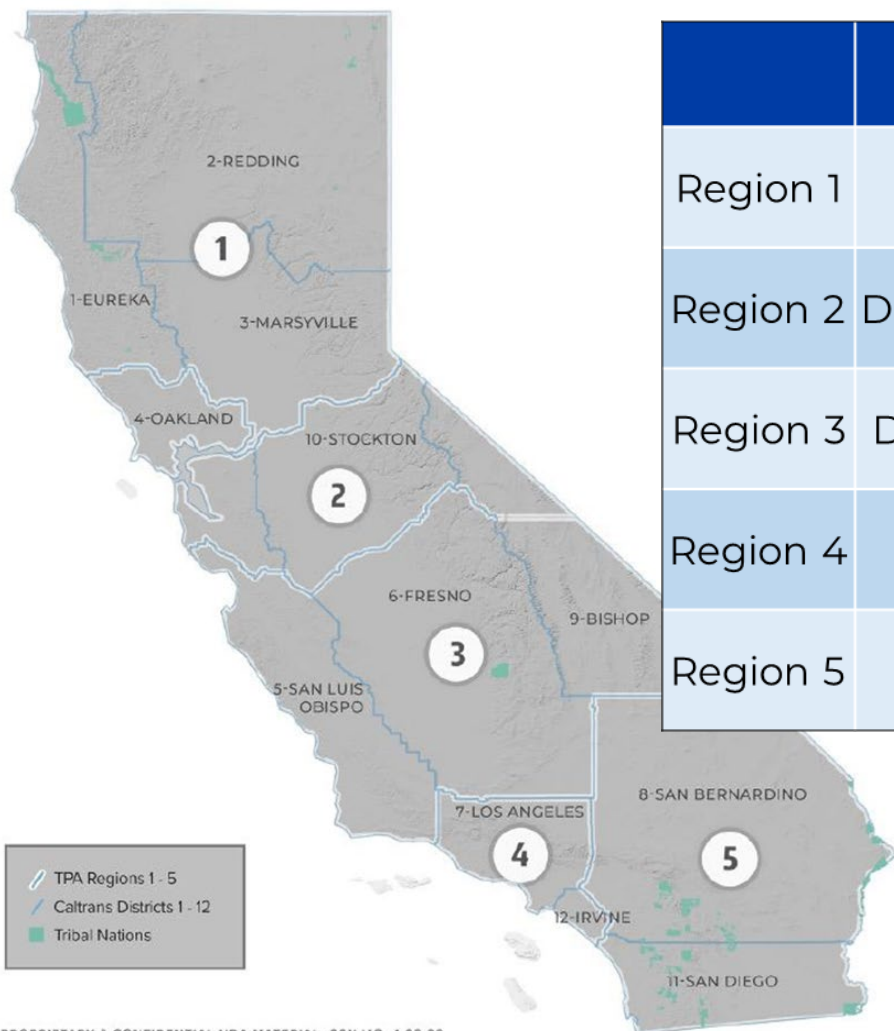 2-REDDING
1
1-EUREKA
3-MARSYVILLE
4-OAKLAND
10-STOCKTON
2
6-FRESNO
9-BISHOP
3
5-SAN LUIS
OBISPO
8-SAN BERNARDINO
7-LOS ANGELES
4
5
12-IRVINE
11-SAN DIEGO
TPA Regions 1 - 5
Caltrans Districts 1 - 12
Tribal Nations
Region 1
Region 2 D
Region 3 D
Region 4
Region 5